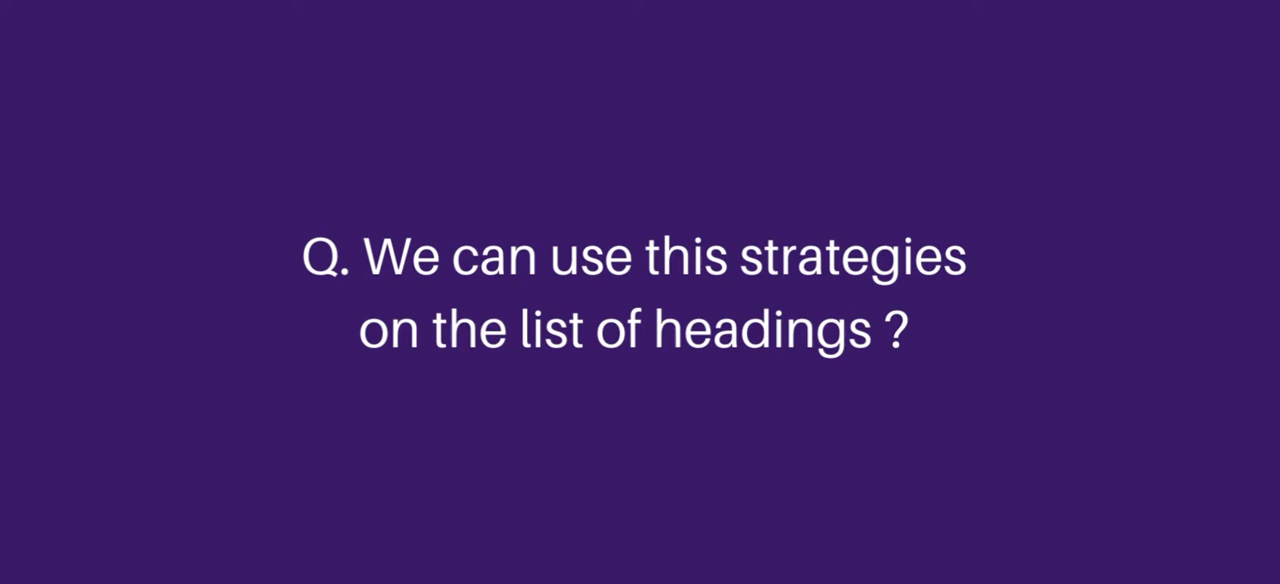 Q. We can use this strategies
on the list of headings ?